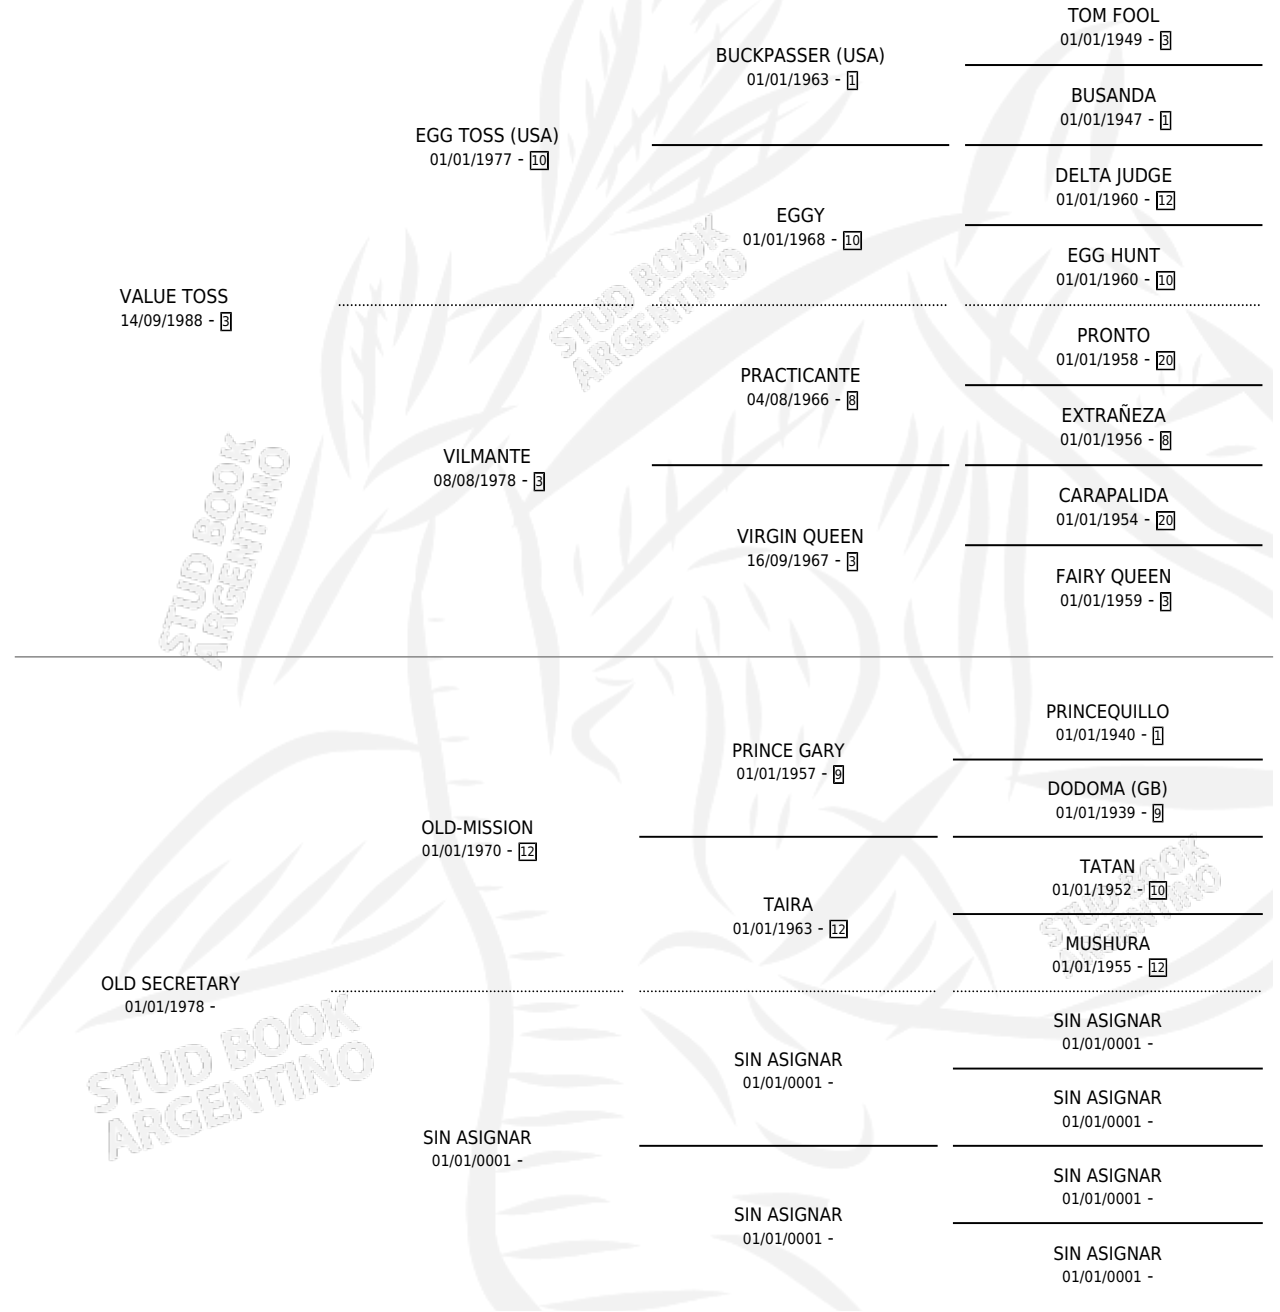 TOM FOOL
01/01/1949 - 3
BUCKPASSER (USA)
01/01/1963 - 1
BUSANDA
01/01/1947 - 1
EGG TOSS (USA)
01/01/1977 - 10
DELTA JUDGE
01/01/1960 - 12
EGGY
01/01/1968 - 10
EGG HUNT
01/01/1960 - 10
VALUE TOSS
14/09/1988 - 3
STUD BOOK
ARGENTINO
PRONTO
01/01/1958 - 20
PRACTICANTE
04/08/1966 - 8
EXTRAÑEZA
01/01/1956 - 8
VILMANTE
08/08/1978 - 3
CARAPALIDA
01/01/1954 - 20
VIRGIN QUEEN
16/09/1967 - 3
FAIRY QUEEN
01/01/1959 - 3
STUD BOOK
ARGENTINO
PRINCEQUILLO
01/01/1940 - 1
PRINCE GARY
01/01/1957 - 9
DODOMA (GB)
01/01/1939 - 9
OLD-MISSION
01/01/1970 - 12
TATAN
01/01/1952 - 10
TAIRA
01/01/1963 - 12
MUSHURA
01/01/1955 - 12
STUD BOOK
ARGENTINO
OLD SECRETARY
01/01/1978 -
SIN ASIGNAR
01/01/0001 -
SIN ASIGNAR
01/01/0001 -
SIN ASIGNAR
01/01/0001 -
STUD BOOK
ARGENTINO
SIN ASIGNAR
01/01/0001 -
SIN ASIGNAR
01/01/0001 -
SIN ASIGNAR
01/01/0001 -
SIN ASIGNAR
01/01/0001 -